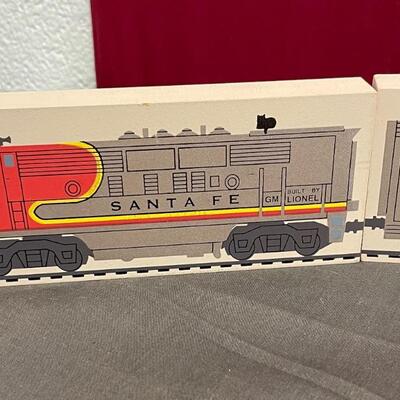 SANTA FE
GM
BUILT BY
LIONEL